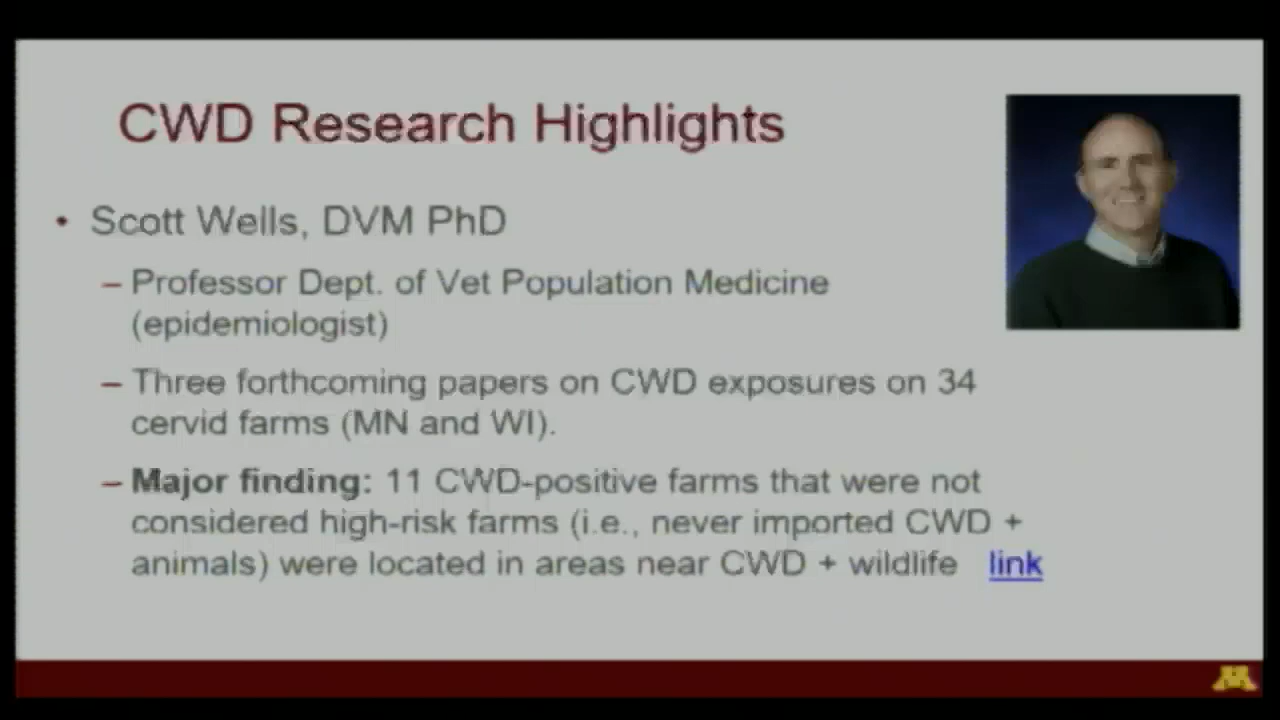 CWD Research Highlights
• Scott Wells, DVM PhD
– Professor Dept. of Vet Population Medicine
(epidemiologist)
– Three forthcoming papers on CWD exposures on 34
cervid farms (MN and WI).
– Major finding: 11 CWD-positive farms that were not
considered high-risk farms (i.e., never imported CWD +
animals) were located in areas near CWD + wildlife link
M